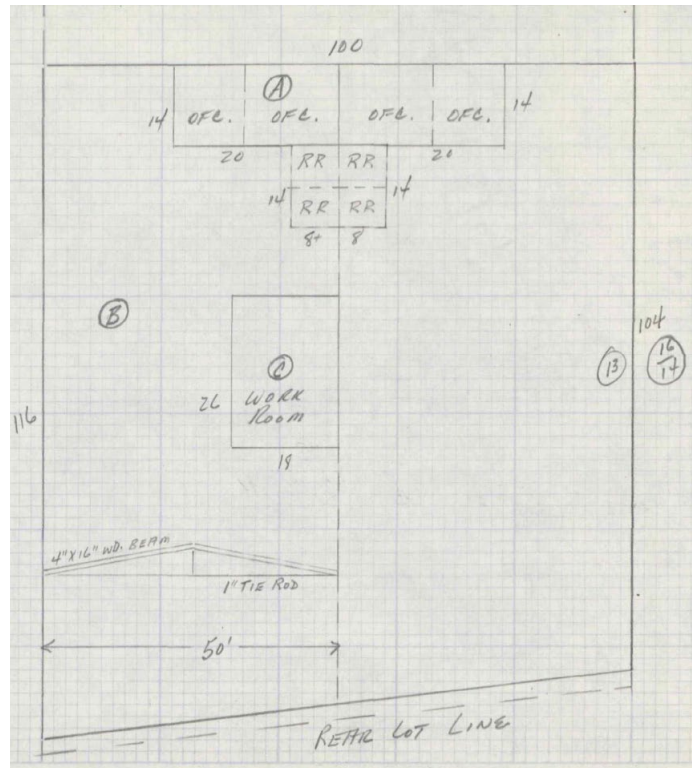 100
A
14 OFC. OFC. OFC. OFC. 14
20 20
RR RR
14 14
RR RR
8+ 8
B
104
C
13 16/17
26 WORK
ROOM
116
18
4"X16" WD. BEAM
1" TIE ROD
50'
REAR LOT LINE